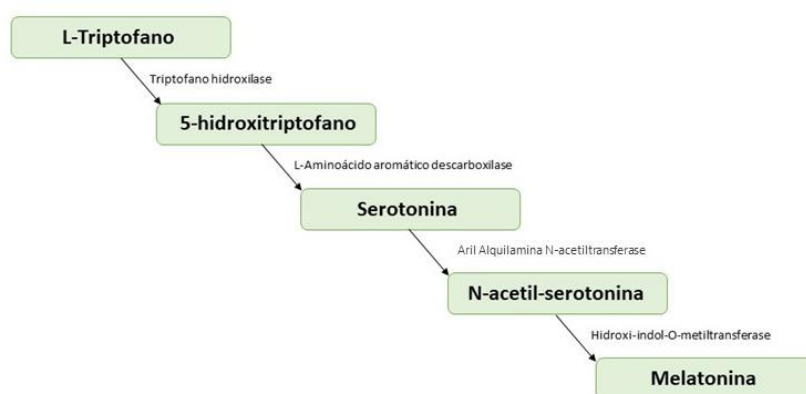 L-Triptofano
Triptofano hidroxilase
5-hidroxitriptofano
L-Aminoácido aromático descarboxilase
Serotonina
Aril Alquilamina N-acetiltransferase
N-acetil-serotonina
Hidroxi-indol-O-metiltransferase
Melatonina